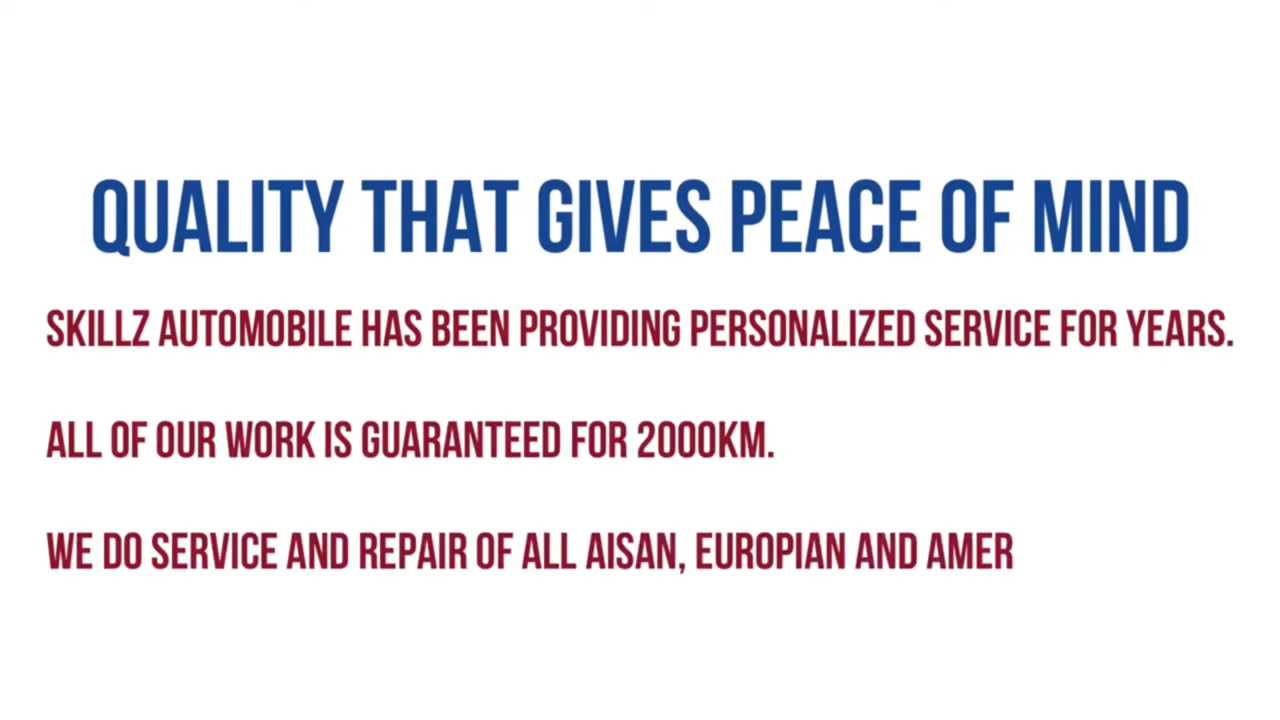 QUALITY THAT GIVES PEACE OF MIND
SKILLZ AUTOMOBILE HAS BEEN PROVIDING PERSONALIZED SERVICE FOR YEARS.
ALL OF OUR WORK IS GUARANTEED FOR 2000KM.
WE DO SERVICE AND REPAIR OF ALL AISAN, EUROPIAN AND AMER